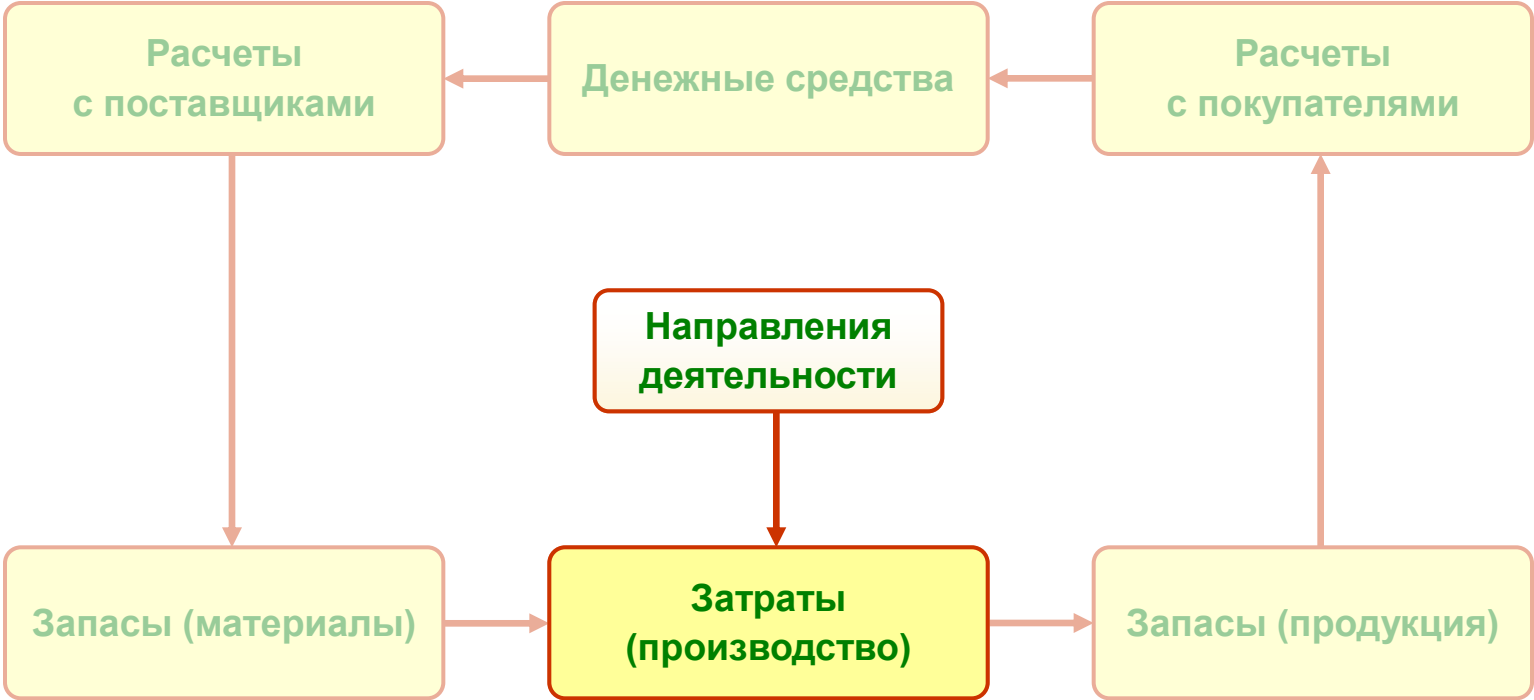 Расчеты
с поставщиками
Денежные средства
Расчеты
с покупателями
Направления
деятельности
Запасы (материалы)
Затраты
(производство)
Запасы (продукция)